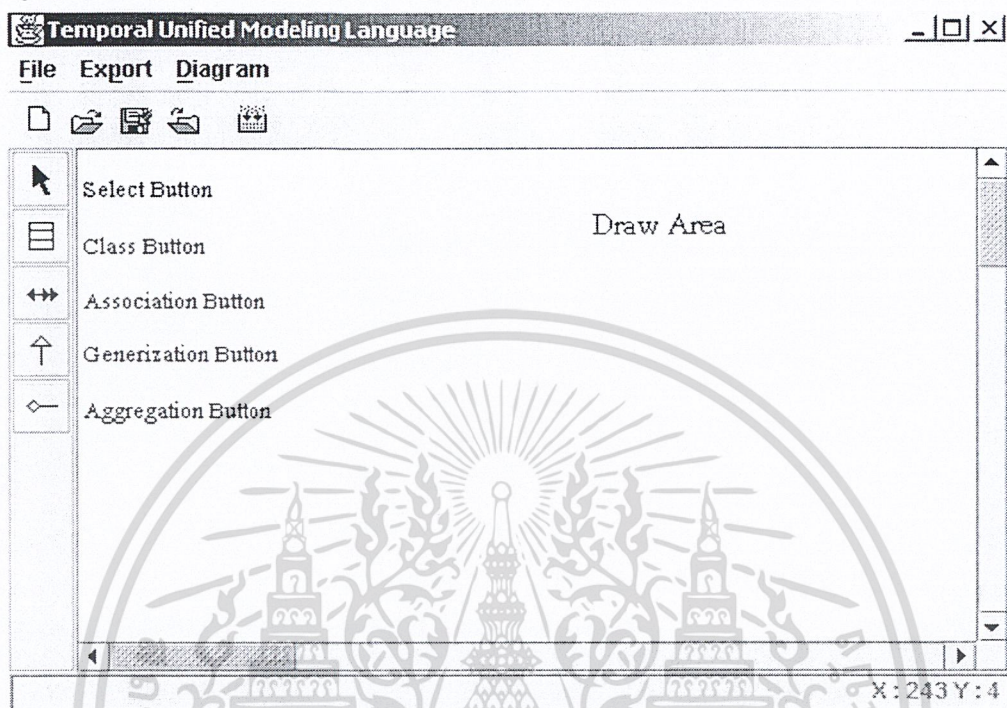 Temporal Unified Modeling Language
File Export Diagram
Select Button
Draw Area
Class Button
Association Button
Generization Button
Aggregation Button
X:243 Y:4